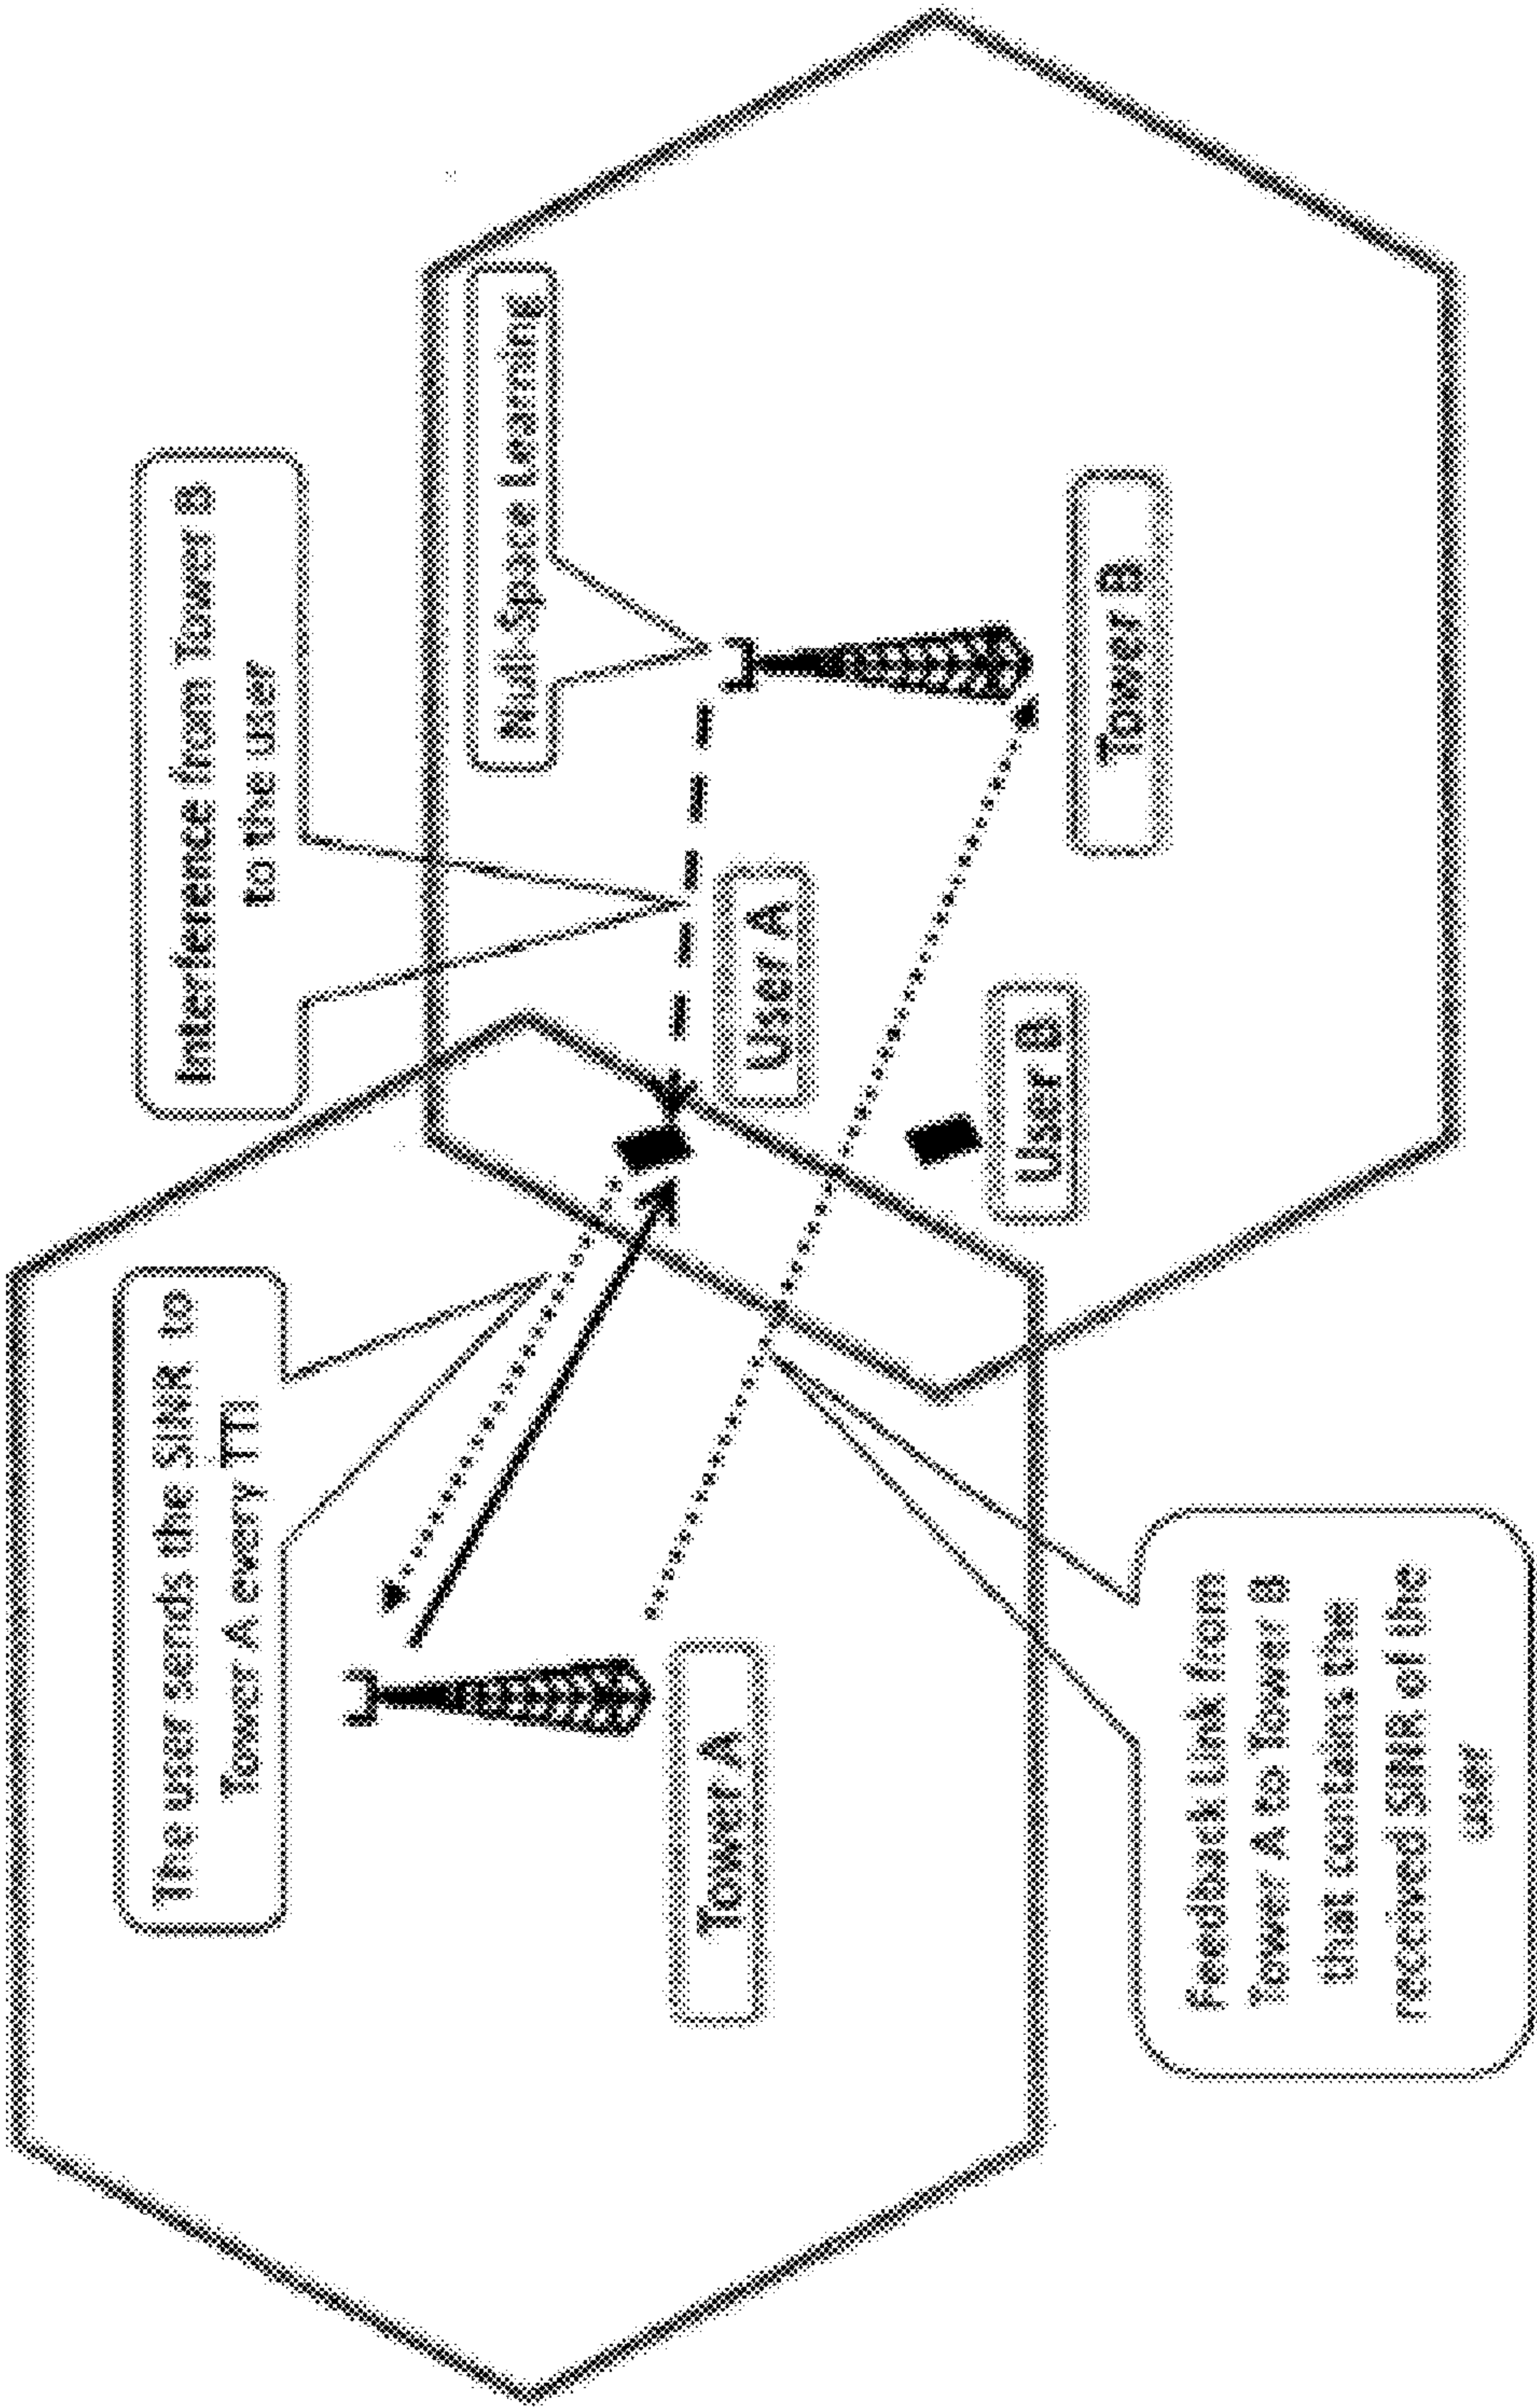 The user sends the SINR to
Tower A every TTI
Interference from Tower B
to the user
Null-Space Learning
Tower A
User A
User B
Tower B
Feedback Link from
Tower A to Tower B
that contains the
received SINR of the
user